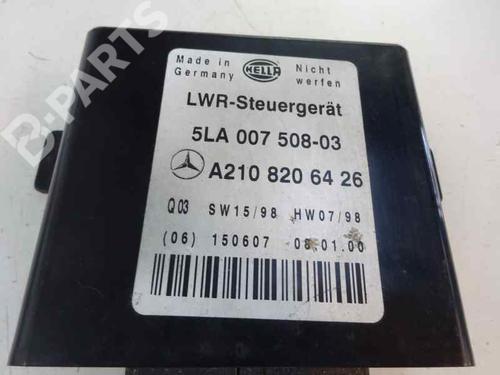 B-PARTS
Made in Germany
HELLA
Nicht werfen
LWR-Steuergerät
5LA 007 508-03
A210 820 64 26
Q03 SW15/98 HW07/98
(06) 150607 08.01.00